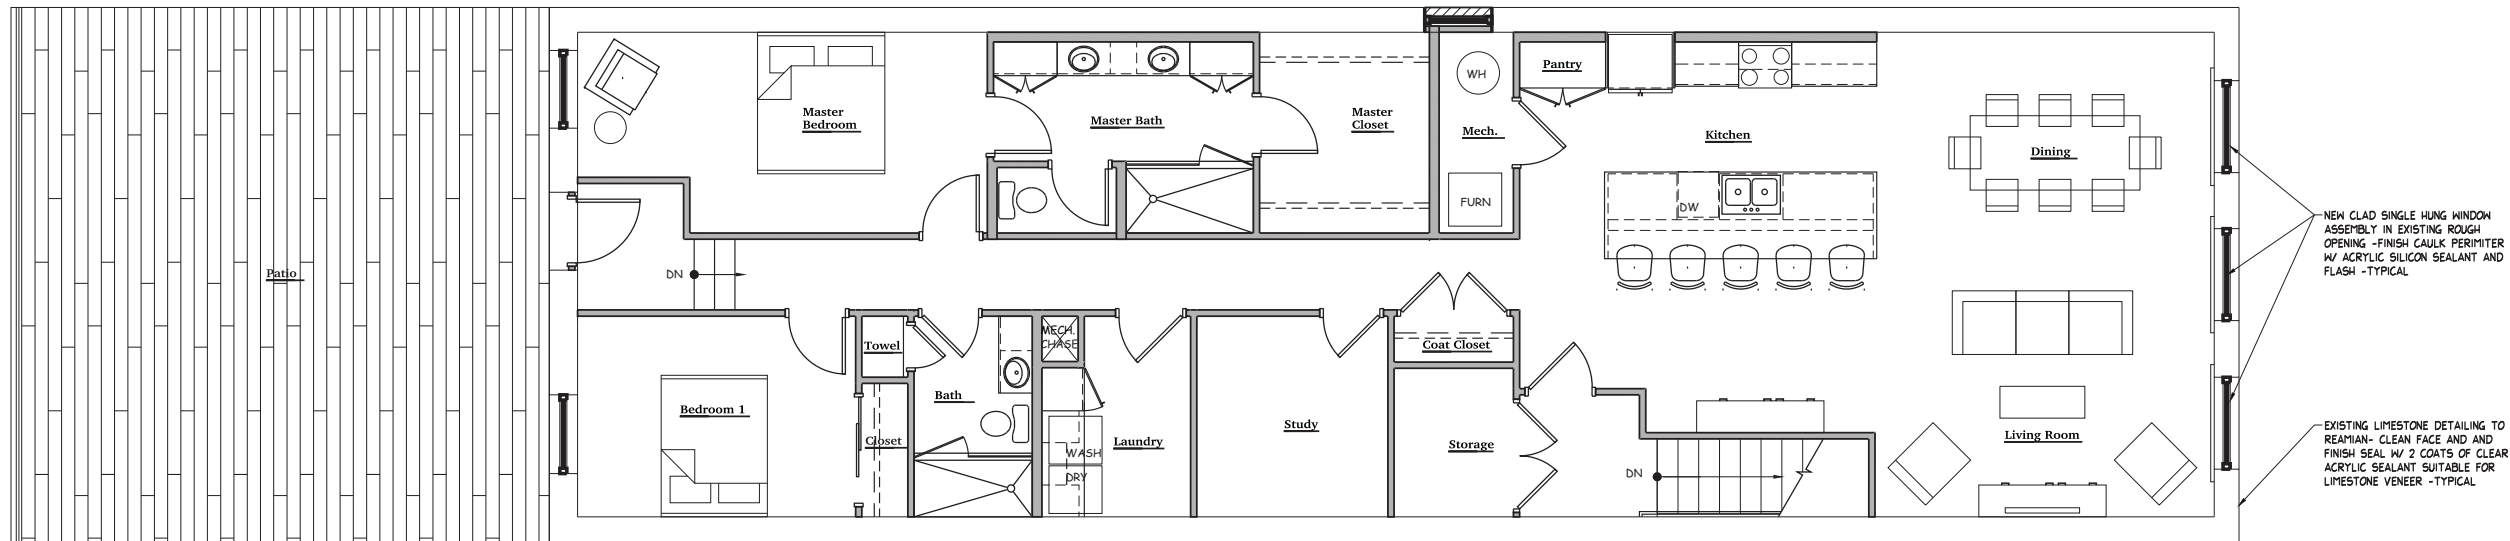 Patio
Master
Bedroom
Master Bath
Master
Closet
WH
Mech.
FURN
Pantry
Kitchen
DW
Dining
NEW CLAD SINGLE HUNG WINDOW
ASSEMBLY IN EXISTING ROUGH
OPENING -FINISH CAULK PERIMITER
W/ ACRYLIC SILICON SEALANT AND
FLASH -TYPICAL
DN
Bedroom 1
Towel
Closet
Bath
MECH.
CHASE
WASH
DRY
Laundry
Study
Coat Closet
Storage
DN
Living Room
EXISTING LIMESTONE DETAILING TO
REAMIAN- CLEAN FACE AND AND
FINISH SEAL W/ 2 COATS OF CLEAR
ACRYLIC SEALANT SUITABLE FOR
LIMESTONE VENEER -TYPICAL